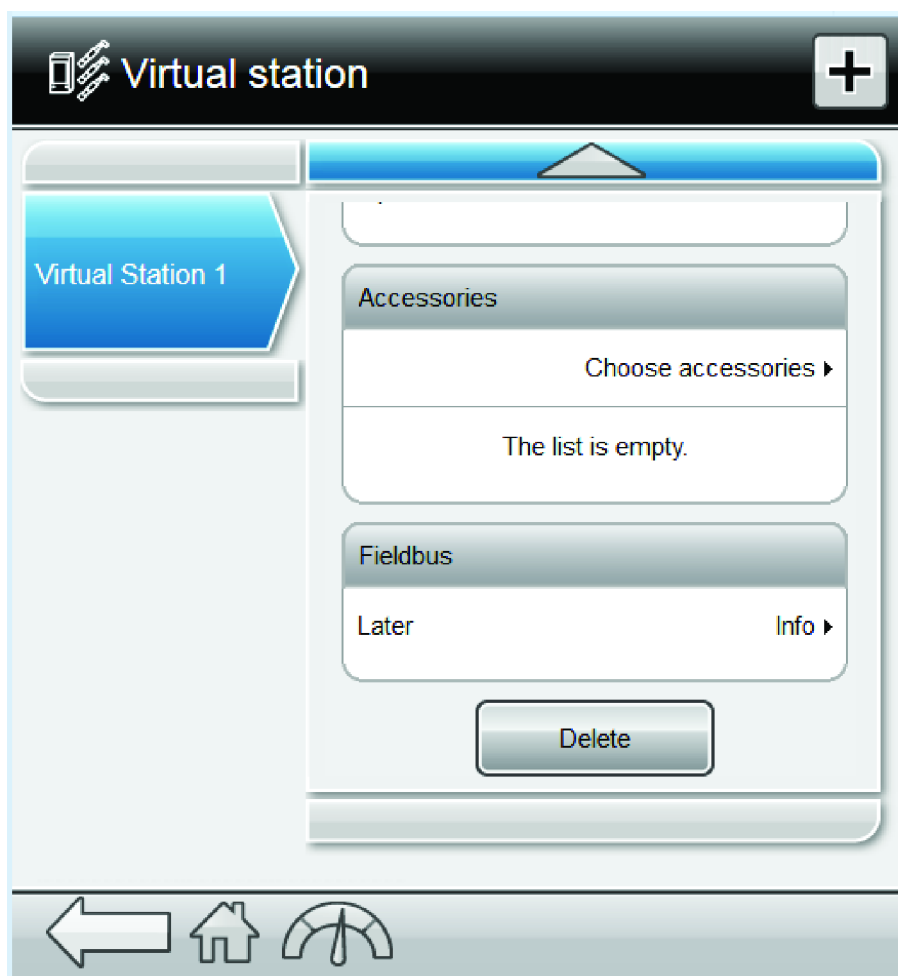 Virtual station
Virtual Station 1
Accessories
Choose accessories
The list is empty.
Fieldbus
Later
Info
Delete